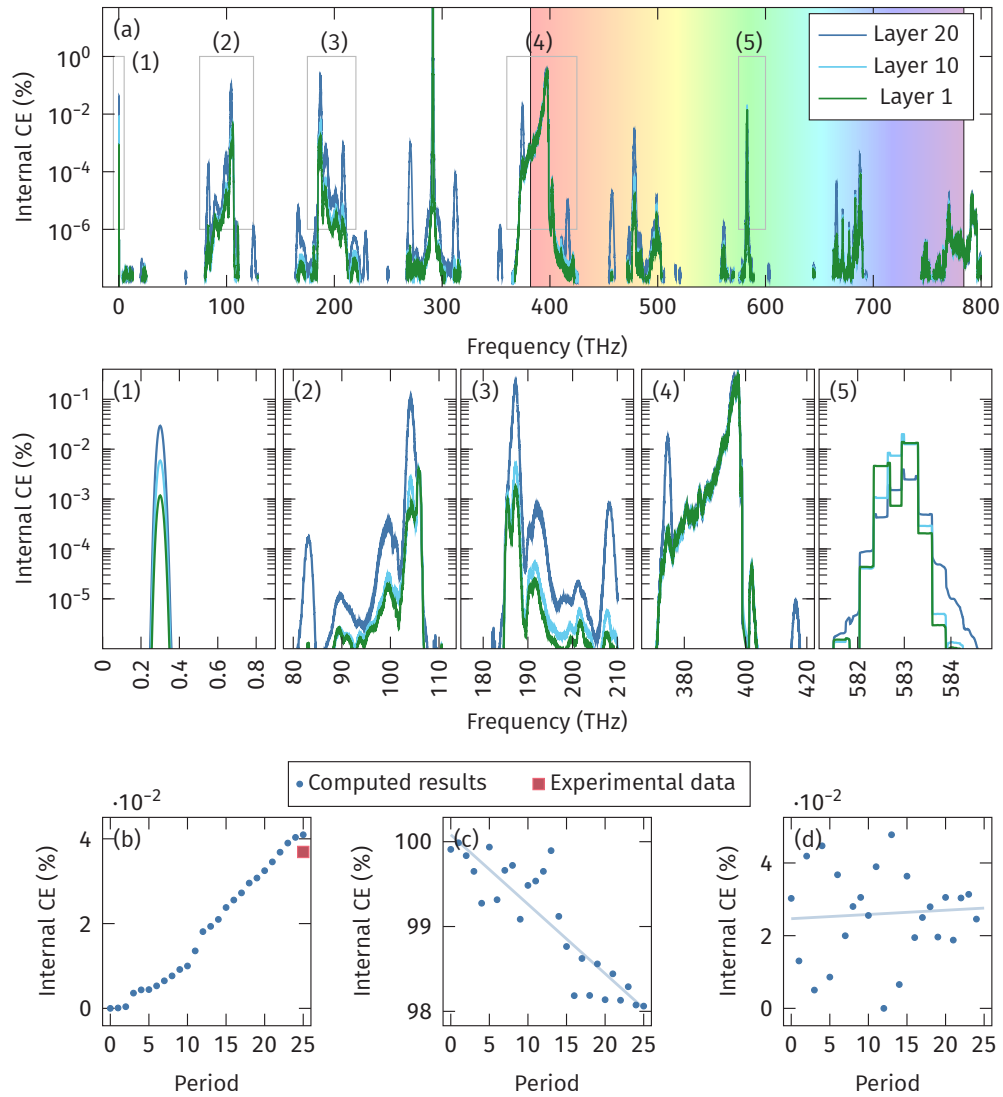 (a)
(1)
(2)
(3)
(4)
(5)
Layer 20
Layer 10
Layer 1
Internal CE (%)
10⁰
10⁻²
10⁻⁴
10⁻⁶
0 100 200 300 400 500 600 700 800
Frequency (THz)
(1) (2) (3) (4) (5)
Internal CE (%)
10⁻¹
10⁻²
10⁻³
10⁻⁴
10⁻⁵
0 0.2 0.4 0.6 0.8
80 90 100 110
180 190 200 210
380 400 420
582 583 584
Frequency (THz)
Computed results Experimental data
·10⁻²
(b)
Internal CE (%)
4
2
0
0 5 10 15 20 25
Period
(c)
Internal CE (%)
100
99
98
0 5 10 15 20 25
Period
·10⁻²
(d)
Internal CE (%)
4
2
0
0 5 10 15 20 25
Period